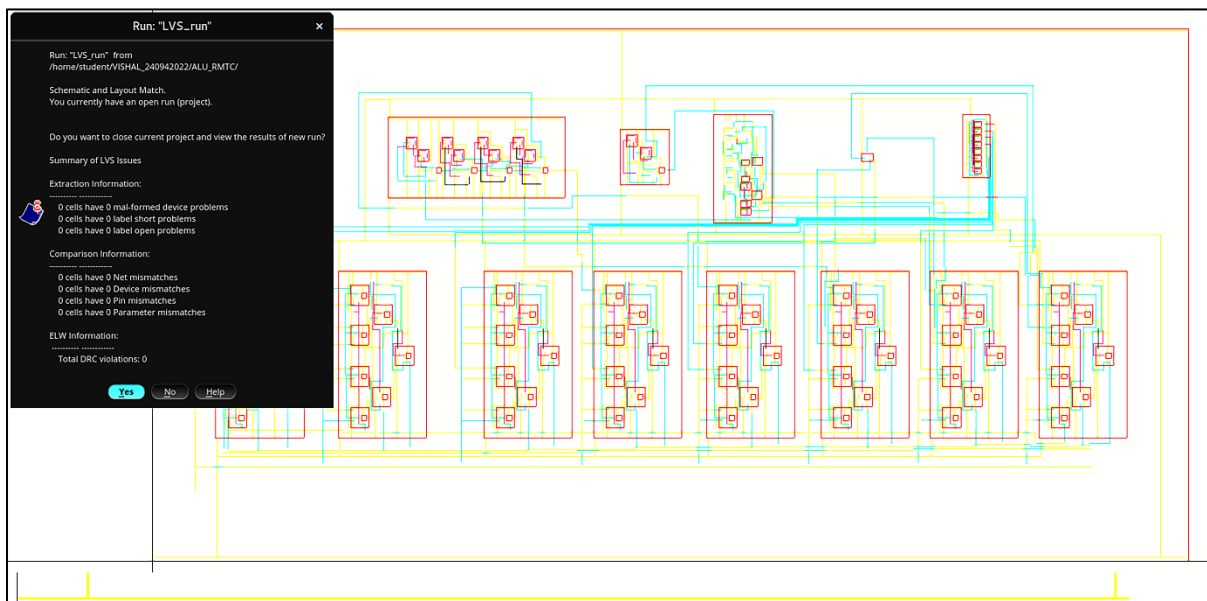 Run: "LVS_run"
Run: "LVS_run" from
/home/student/VISHAL_240942022/ALU_RMTC/
Schematic and Layout Match.
You currently have an open run (project).
Do you want to close current project and view the results of new run?
Summary of LVS Issues
Extraction Information:
0 cells have 0 mal-formed device problems
0 cells have 0 label short problems
0 cells have 0 label open problems
Comparison Information:
0 cells have 0 Net mismatches
0 cells have 0 Device mismatches
0 cells have 0 Pin mismatches
0 cells have 0 Parameter mismatches
ELW Information:
Total DRC violations: 0
Yes No Help